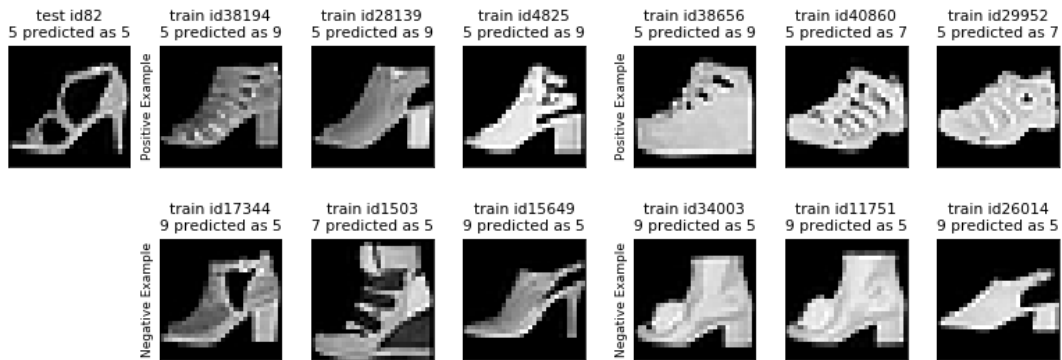 test id82
5 predicted as 5
train id38194
5 predicted as 9
train id28139
5 predicted as 9
train id4825
5 predicted as 9
train id38656
5 predicted as 9
train id40860
5 predicted as 7
train id29952
5 predicted as 7
Positive Example
Positive Example
train id17344
9 predicted as 5
train id1503
7 predicted as 5
train id15649
9 predicted as 5
train id34003
9 predicted as 5
train id11751
9 predicted as 5
train id26014
9 predicted as 5
Negative Example
Negative Example